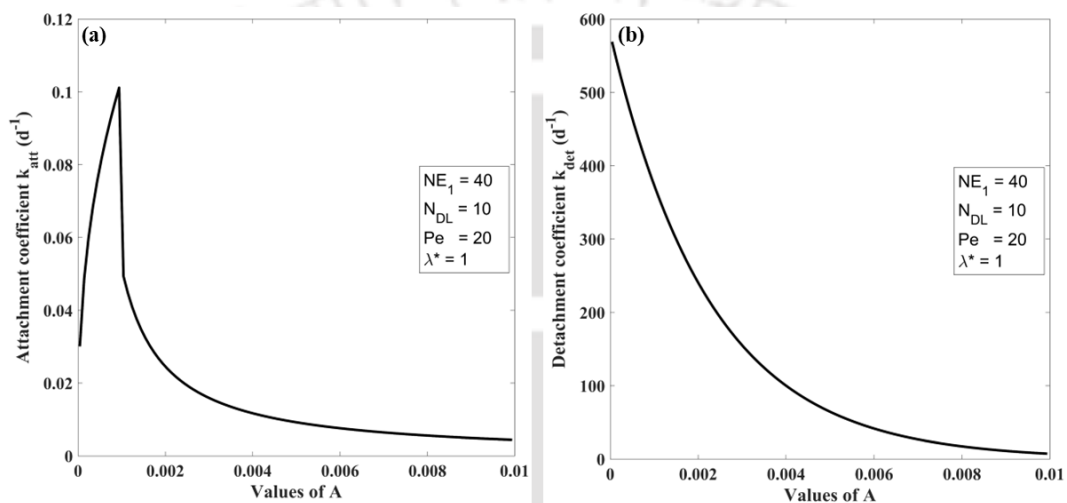 (a)
Attachment coefficient k_att (d^-1)
0.12
0.1
0.08
0.06
0.04
0.02
0
NE_1 = 40
N_DL = 10
Pe = 20
λ* = 1
0 0.002 0.004 0.006 0.008 0.01
Values of A
(b)
Detachment coefficient k_det (d^-1)
600
500
400
300
200
100
0
NE_1 = 40
N_DL = 10
Pe = 20
λ* = 1
0 0.002 0.004 0.006 0.008 0.01
Values of A